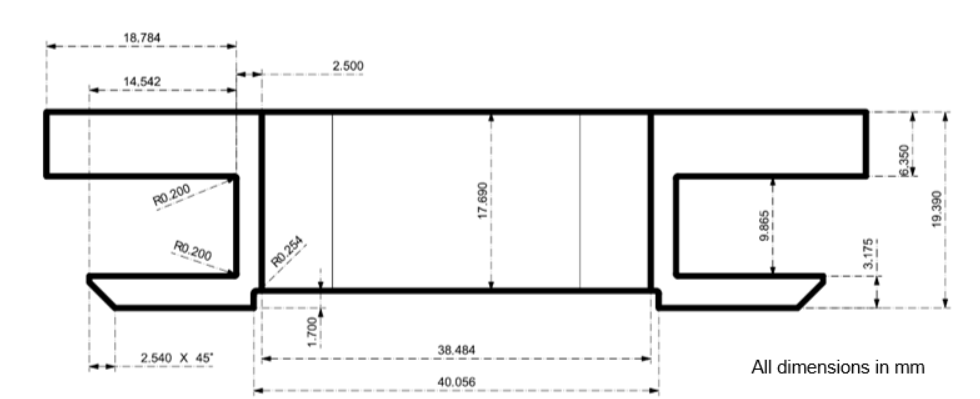 18.784
2.500
14.542
6.350
R0.200
17.690
19.390
9.865
R0.200
R0.254
3.175
1.700
2.540 X 45°
38.484
All dimensions in mm
40.056